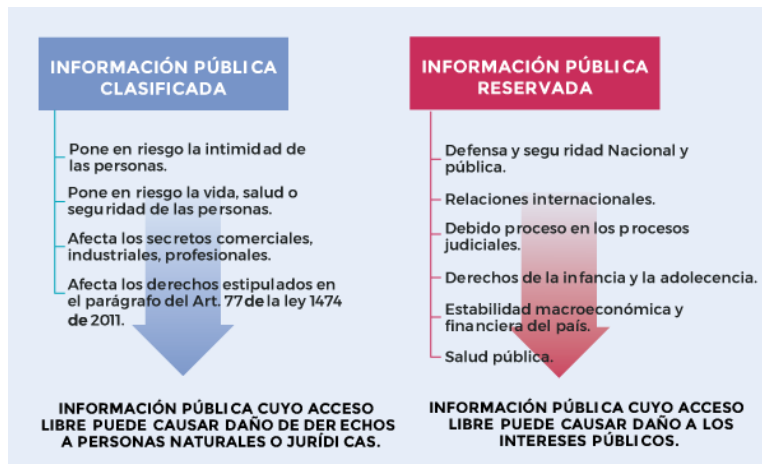 INFORMACIÓN PÚBLICA
CLASIFICADA
Pone en riesgo la intimidad de
las personas.
Pone en riesgo la vida, salud o
seguridad de las personas.
Afecta los secretos comerciales,
industriales, profesionales.
Afecta los derechos estipulados en
el parágrafo del Art. 77 de la ley 1474
de 2011.
INFORMACIÓN PÚBLICA CUYO ACCESO
LIBRE PUEDE CAUSAR DAÑO DE DERECHOS
A PERSONAS NATURALES O JURÍDICAS.
INFORMACIÓN PÚBLICA
RESERVADA
Defensa y seguridad Nacional y
pública.
Relaciones internacionales.
Debido proceso en los procesos
judiciales.
Derechos de la infancia y la adolecencia.
Estabilidad macroeconómica y
financiera del país.
Salud pública.
INFORMACIÓN PÚBLICA CUYO ACCESO
LIBRE PUEDE CAUSAR DAÑO A LOS
INTERESES PÚBLICOS.